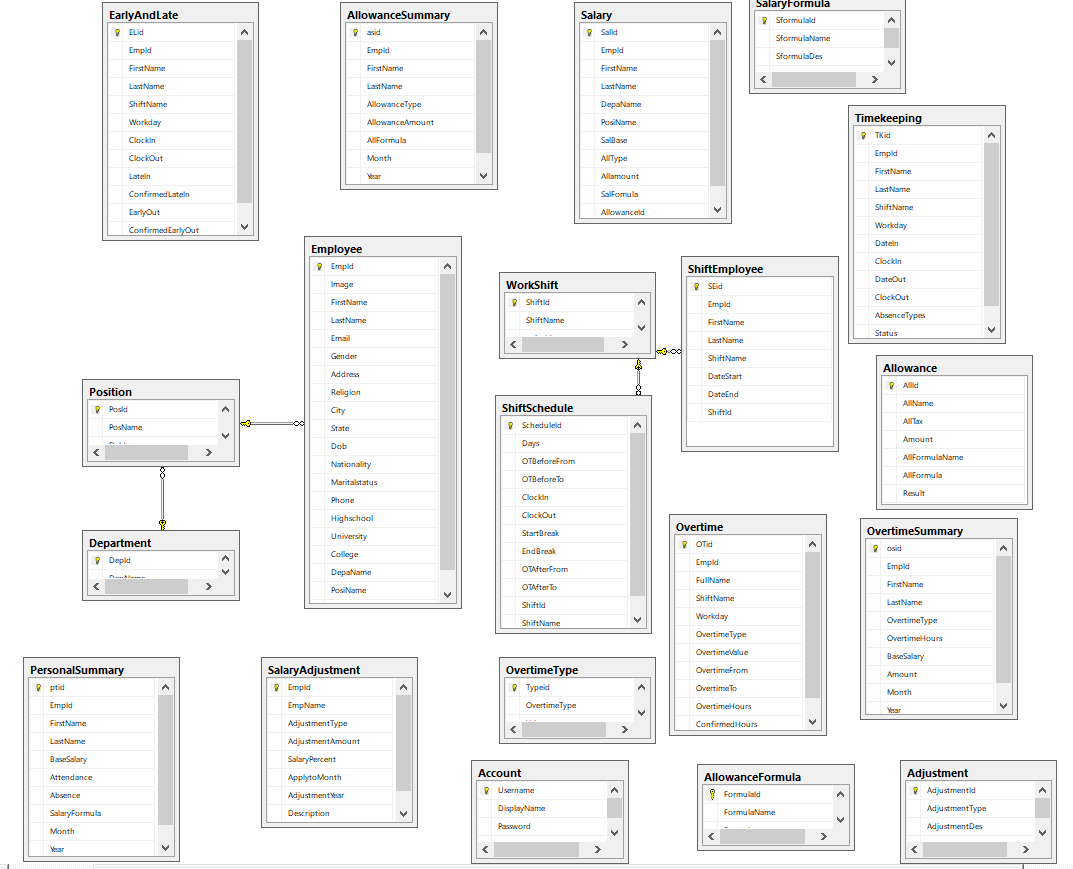 EarlyAndLate
ELid
EmpId
FirstName
LastName
ShiftName
Workday
ClockIn
ClockOut
LateIn
ConfirmedLateIn
EarlyOut
ConfirmedEarlyOut
AllowanceSummary
asid
EmpId
FirstName
LastName
AllowanceType
AllowanceAmount
AllFormula
Month
Year
Salary
SalId
EmpId
FirstName
LastName
DepaName
PosiName
SalBase
AllType
Allamount
SalFomula
AllowanceId
SalaryFormula
SformulaId
SformulaName
SformulaDes
Timekeeping
TKid
EmpId
FirstName
LastName
ShiftName
Workday
DateIn
ClockIn
DateOut
ClockOut
AbsenceTypes
Status
Employee
EmpId
Image
FirstName
LastName
Email
Gender
Address
Religion
City
State
Dob
Nationality
Maritalstatus
Phone
Highschool
University
College
DepaName
PosiName
WorkShift
ShiftId
ShiftName
ShiftEmployee
SEid
EmpId
FirstName
LastName
ShiftName
DateStart
DateEnd
ShiftId
Position
PosId
PosName
ShiftSchedule
ScheduleId
Days
OTBeforeFrom
OTBeforeTo
ClockIn
ClockOut
StartBreak
EndBreak
OTAfterFrom
OTAfterTo
ShiftId
ShiftName
Allowance
AllId
AllName
AllTax
Amount
AllFormulaName
AllFormula
Result
Department
DepId
DepName
Overtime
OTid
EmpId
FullName
ShiftName
Workday
OvertimeType
OvertimeValue
OvertimeFrom
OvertimeTo
OvertimeHours
ConfirmedHours
OvertimeSummary
osid
EmpId
FirstName
LastName
OvertimeType
OvertimeHours
BaseSalary
Amount
Month
Year
PersonalSummary
ptid
EmpId
FirstName
LastName
BaseSalary
Attendance
Absence
SalaryFormula
Month
Year
SalaryAdjustment
EmpId
EmpName
AdjustmentType
AdjustmentAmount
SalaryPercent
ApplytoMonth
AdjustmentYear
Description
OvertimeType
Typeid
OvertimeType
Account
Username
DisplayName
Password
AllowanceFormula
FormulaId
FormulaName
Adjustment
AdjustmentId
AdjustmentType
AdjustmentDes